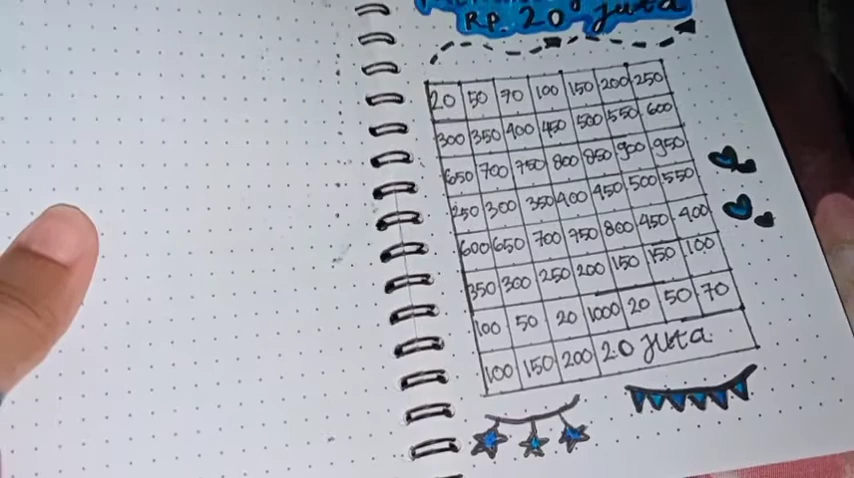 RP. 20 juta
20 50 70 100 150 200 250
300 350 400 450 500 550 600
650 700 750 800 850 900 950
250 300 350 400 450 500 550
600 650 700 750 800 450 400
350 300 250 200 150 150 100
100 50 20 1000 20 50 70
100 150 200 20 juta